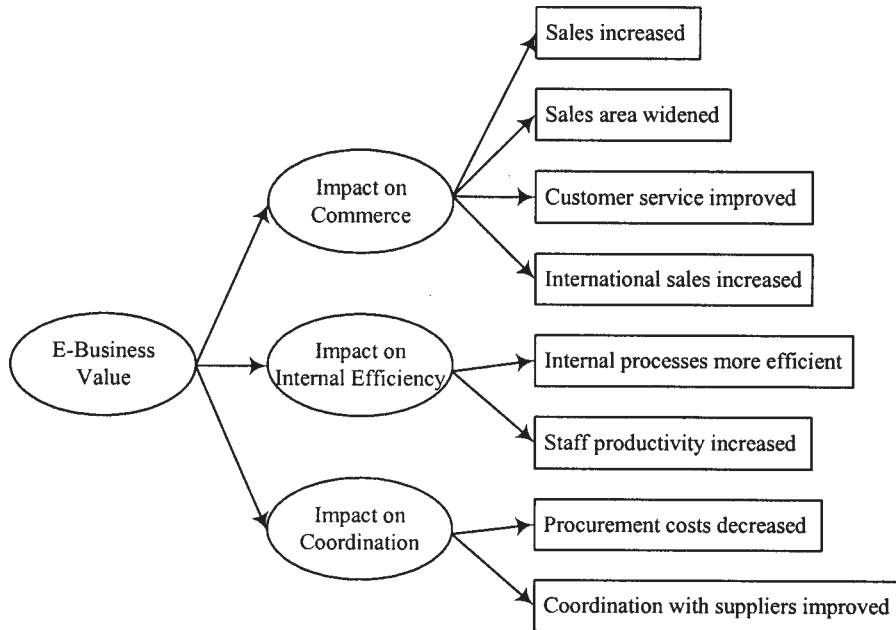 Sales increased
Sales area widened
Impact on
Commerce
Customer service improved
International sales increased
E-Business
Value
Impact on
Internal Efficiency
Internal processes more efficient
Staff productivity increased
Impact on
Coordination
Procurement costs decreased
Coordination with suppliers improved